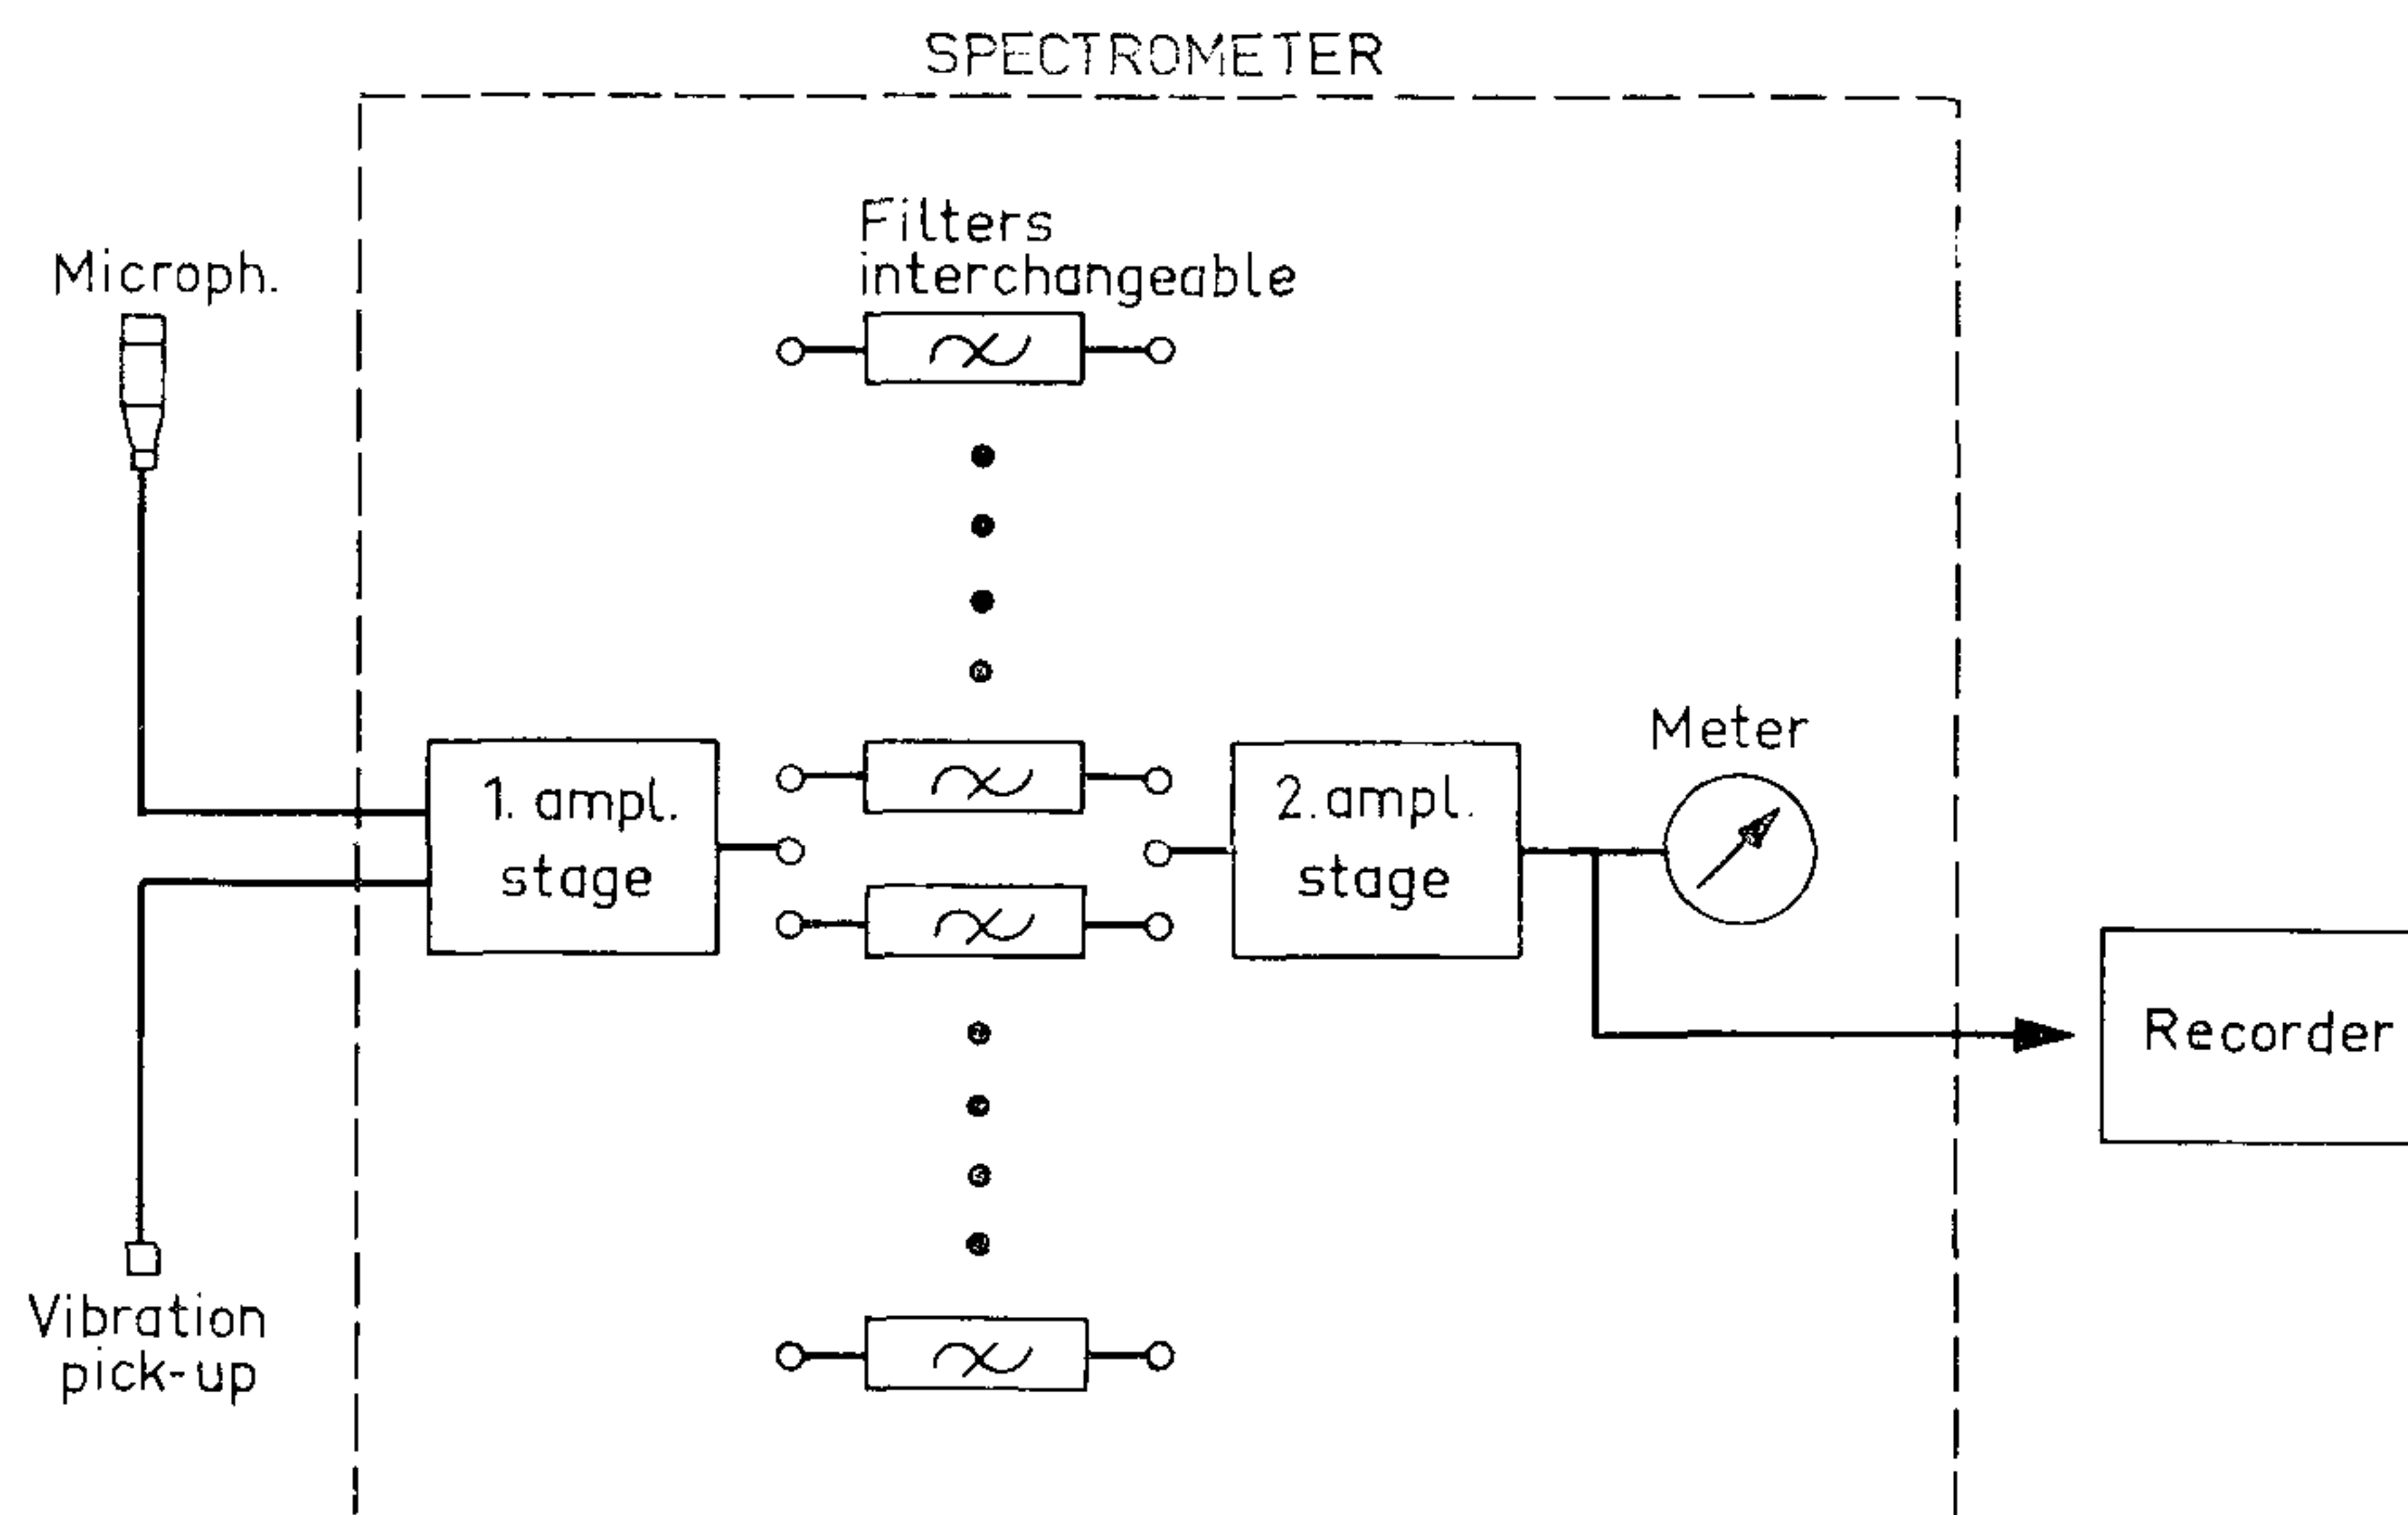 SPECTROMETER
Filters
interchangeable
Microph.
1. ampl.
stage
2. ampl.
stage
Meter
Recorder
Vibration
pick-up